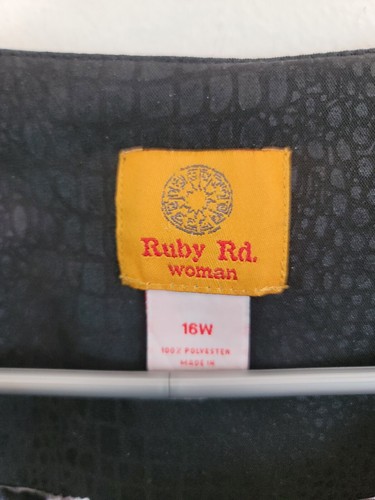 Ruby Rd.
woman
16W
100% POLYESTER
MADE IN